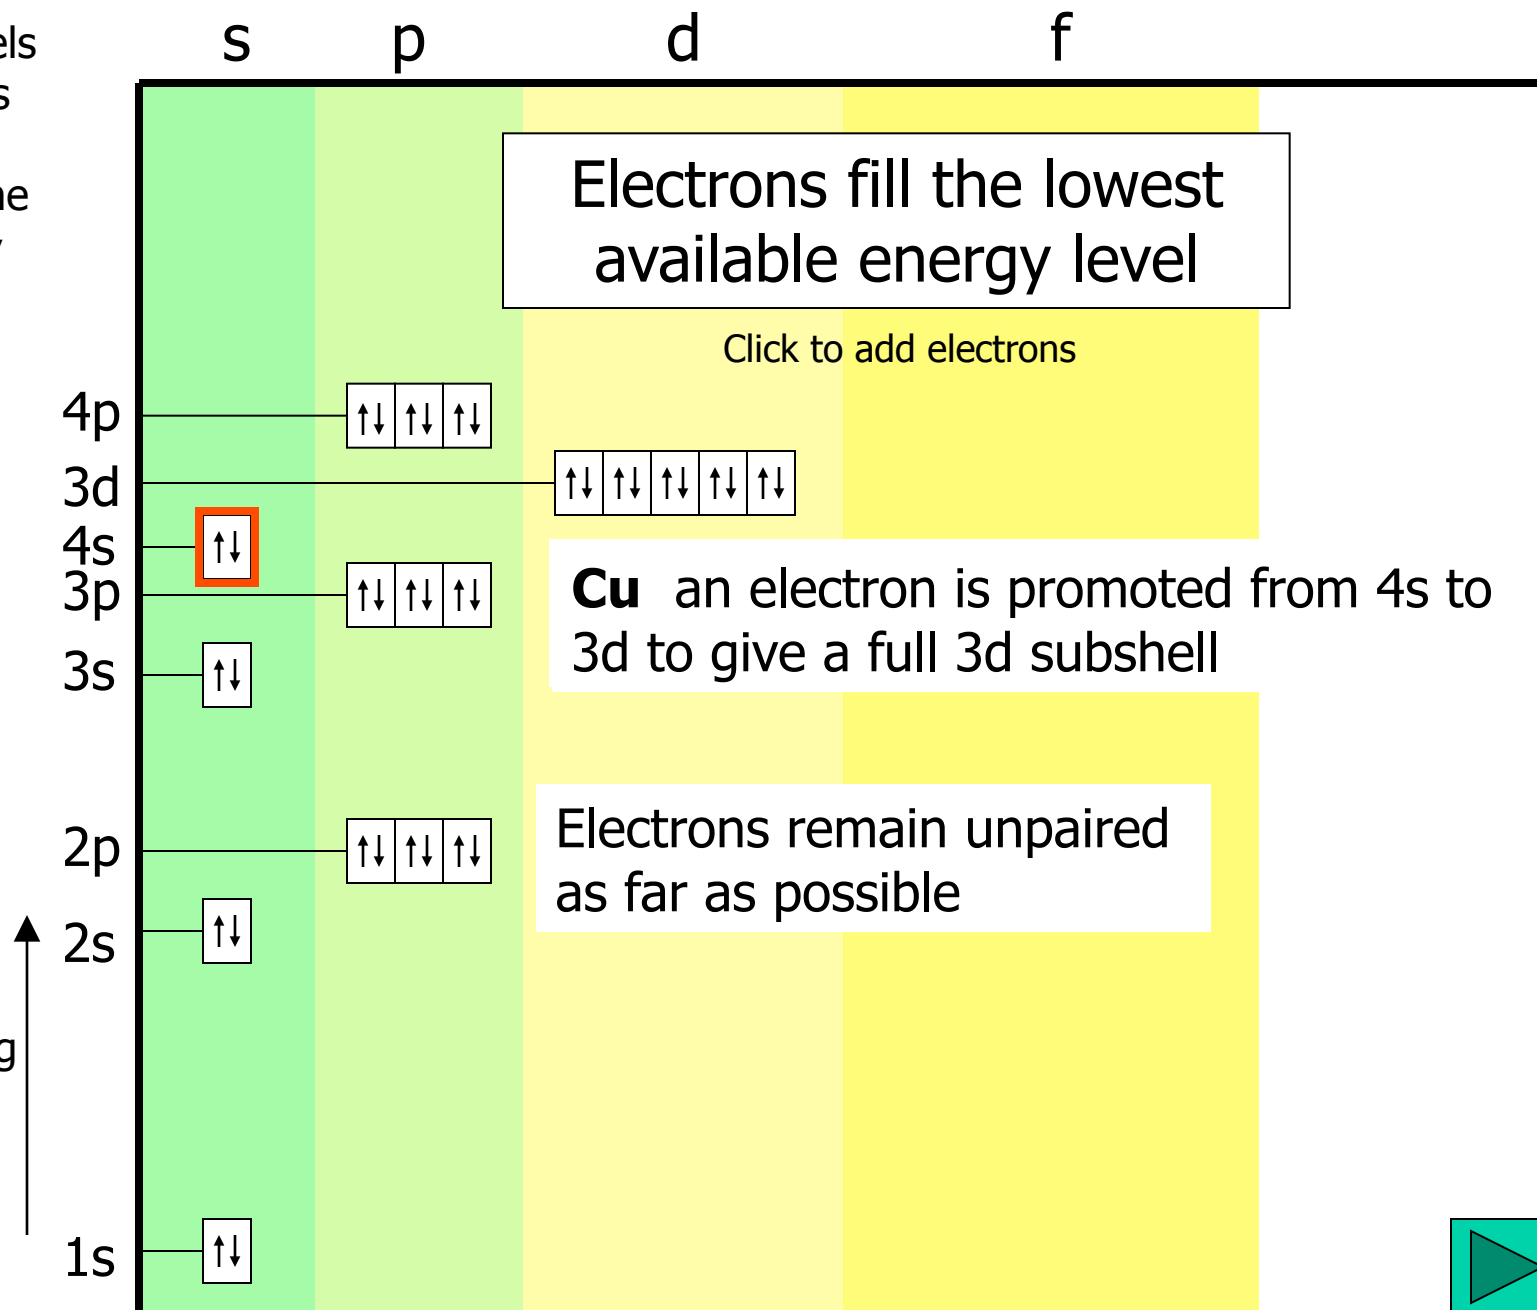 s p d f
els
s
ne
Electrons fill the lowest
available energy level
Click to add electrons
4p
3d
4s
3p
Cu an electron is promoted from 4s to
3d to give a full 3d subshell
3s
2p
Electrons remain unpaired
as far as possible
2s
g
1s